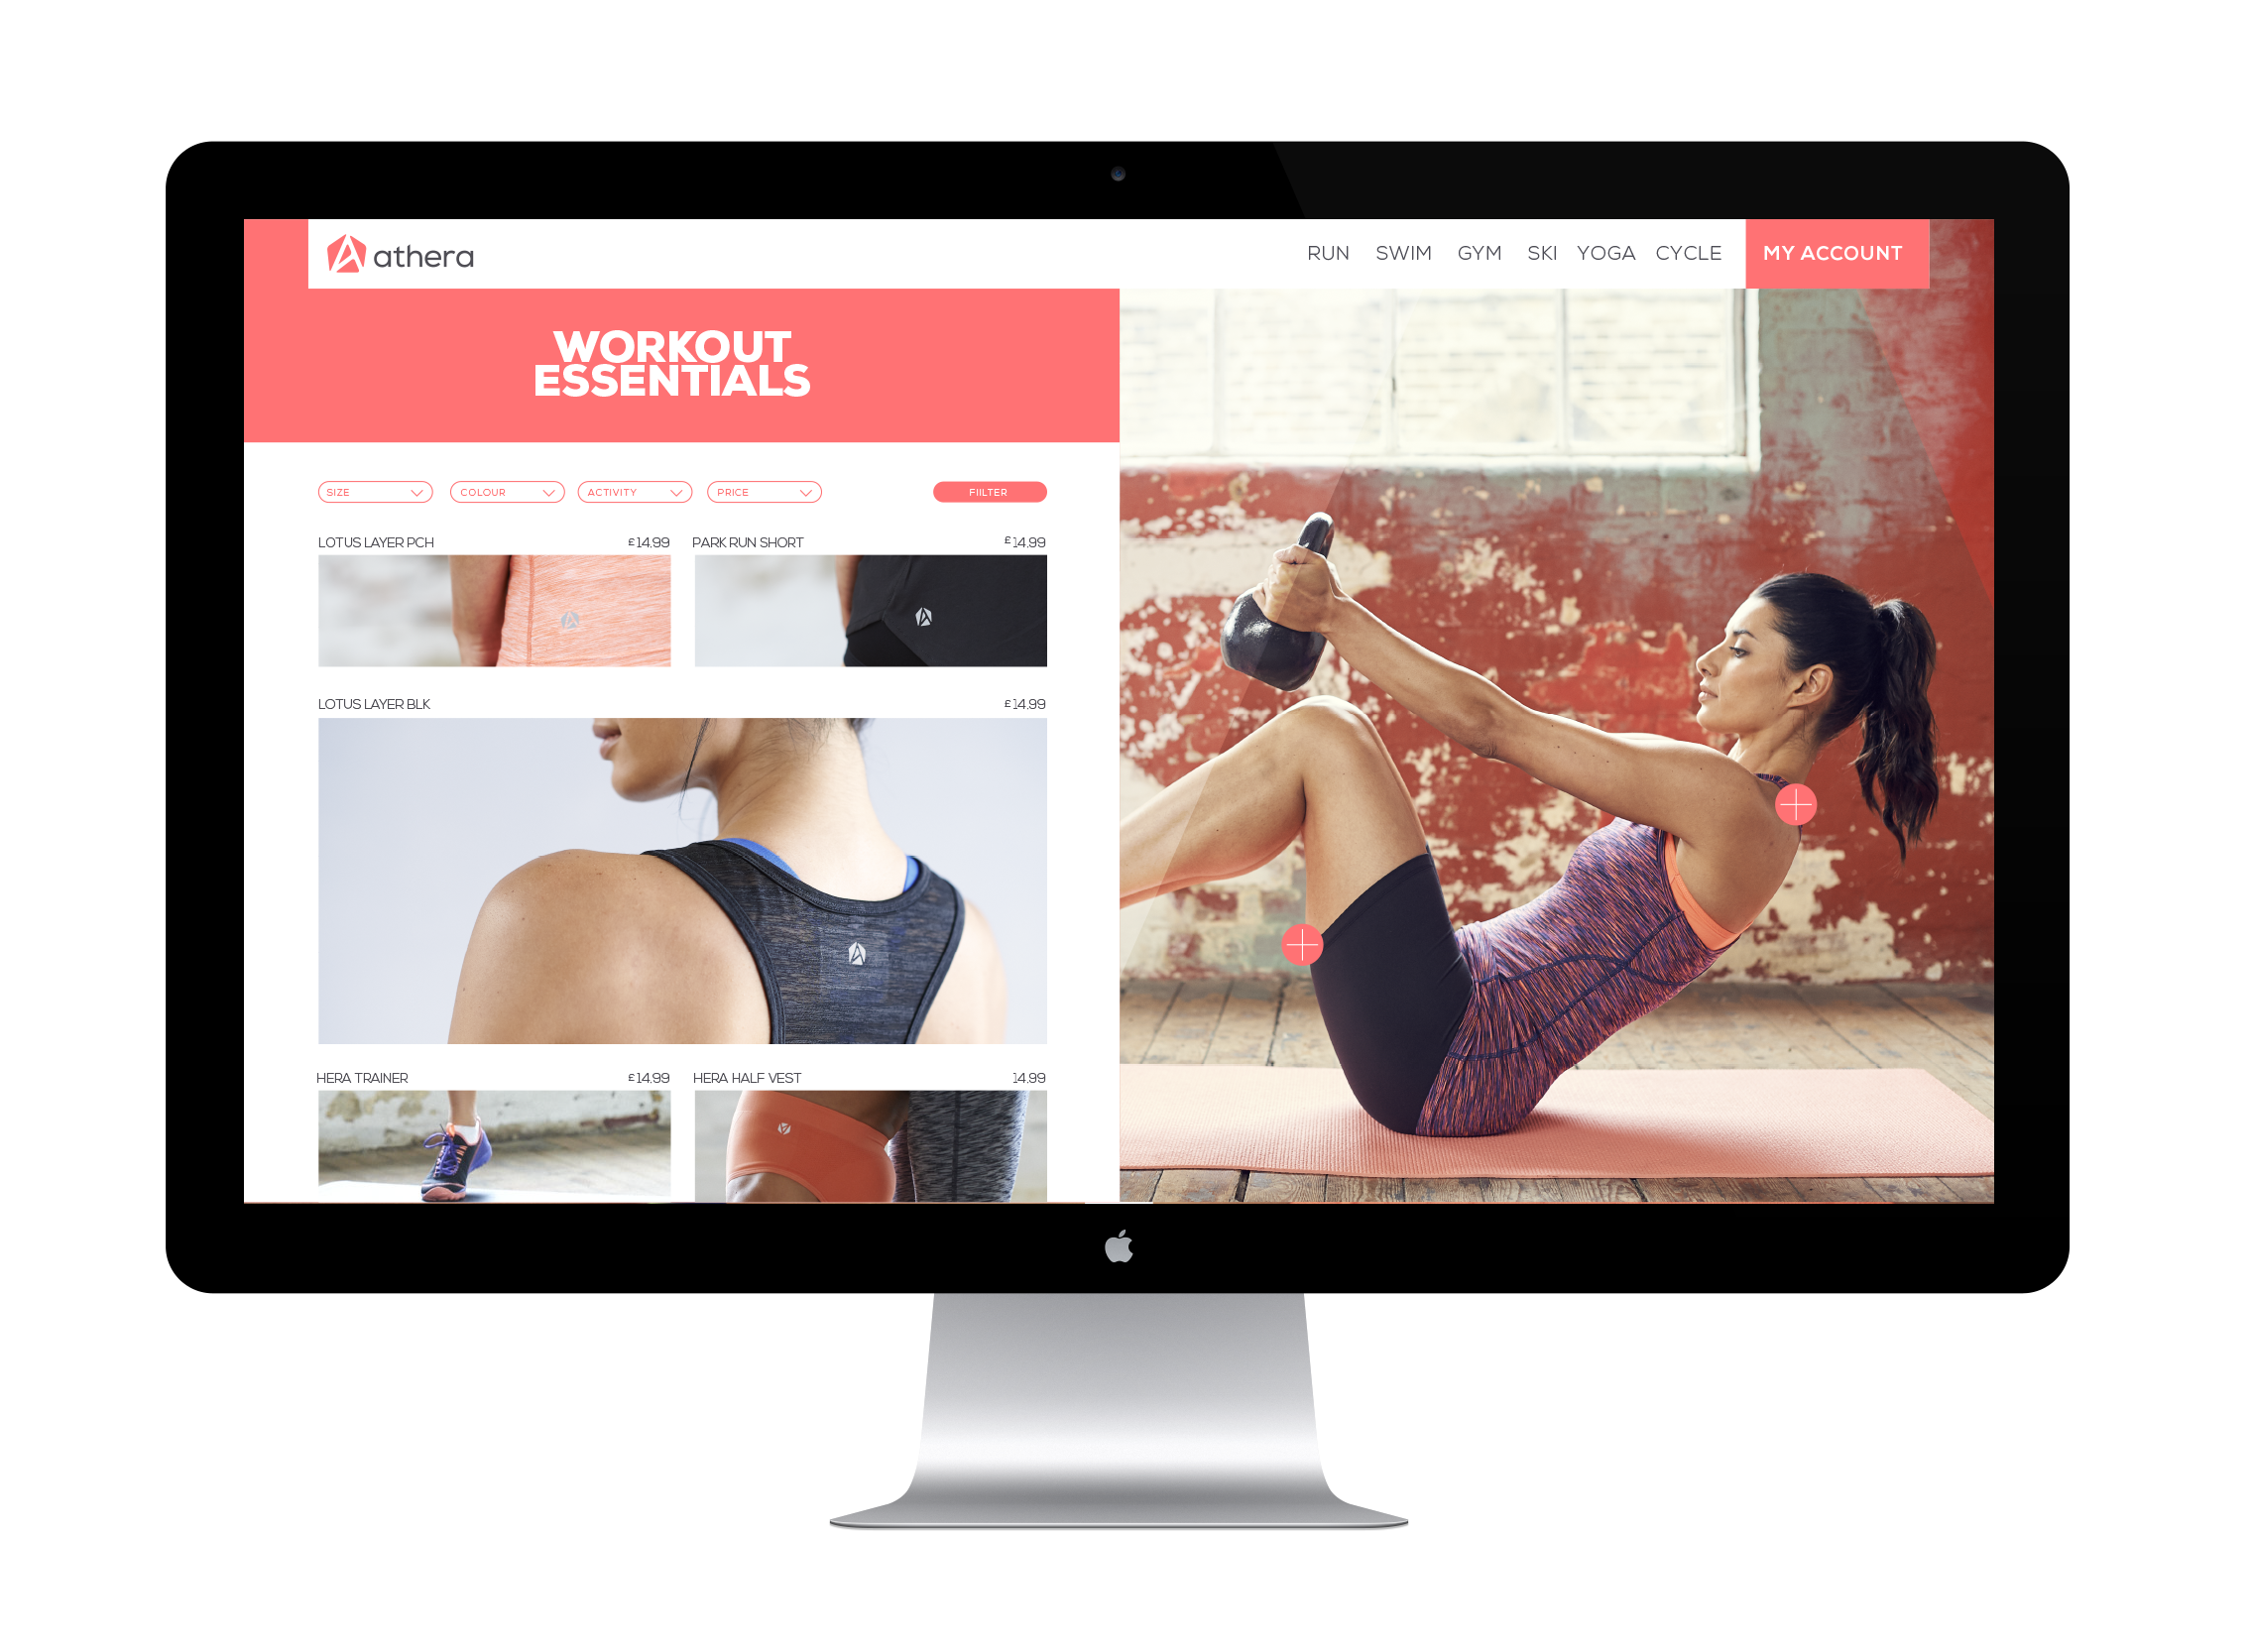 athera
RUN SWIM GYM SKI YOGA CYCLE MY ACCOUNT
WORKOUT
ESSENTIALS
SIZE COLOUR ACTIVITY PRICE FIILTER
LOTUS LAYER PCH £14.99 PARK RUN SHORT £14.99
LOTUS LAYER BLK £14.99
HERA TRAINER £14.99 HERA HALF VEST 14.99